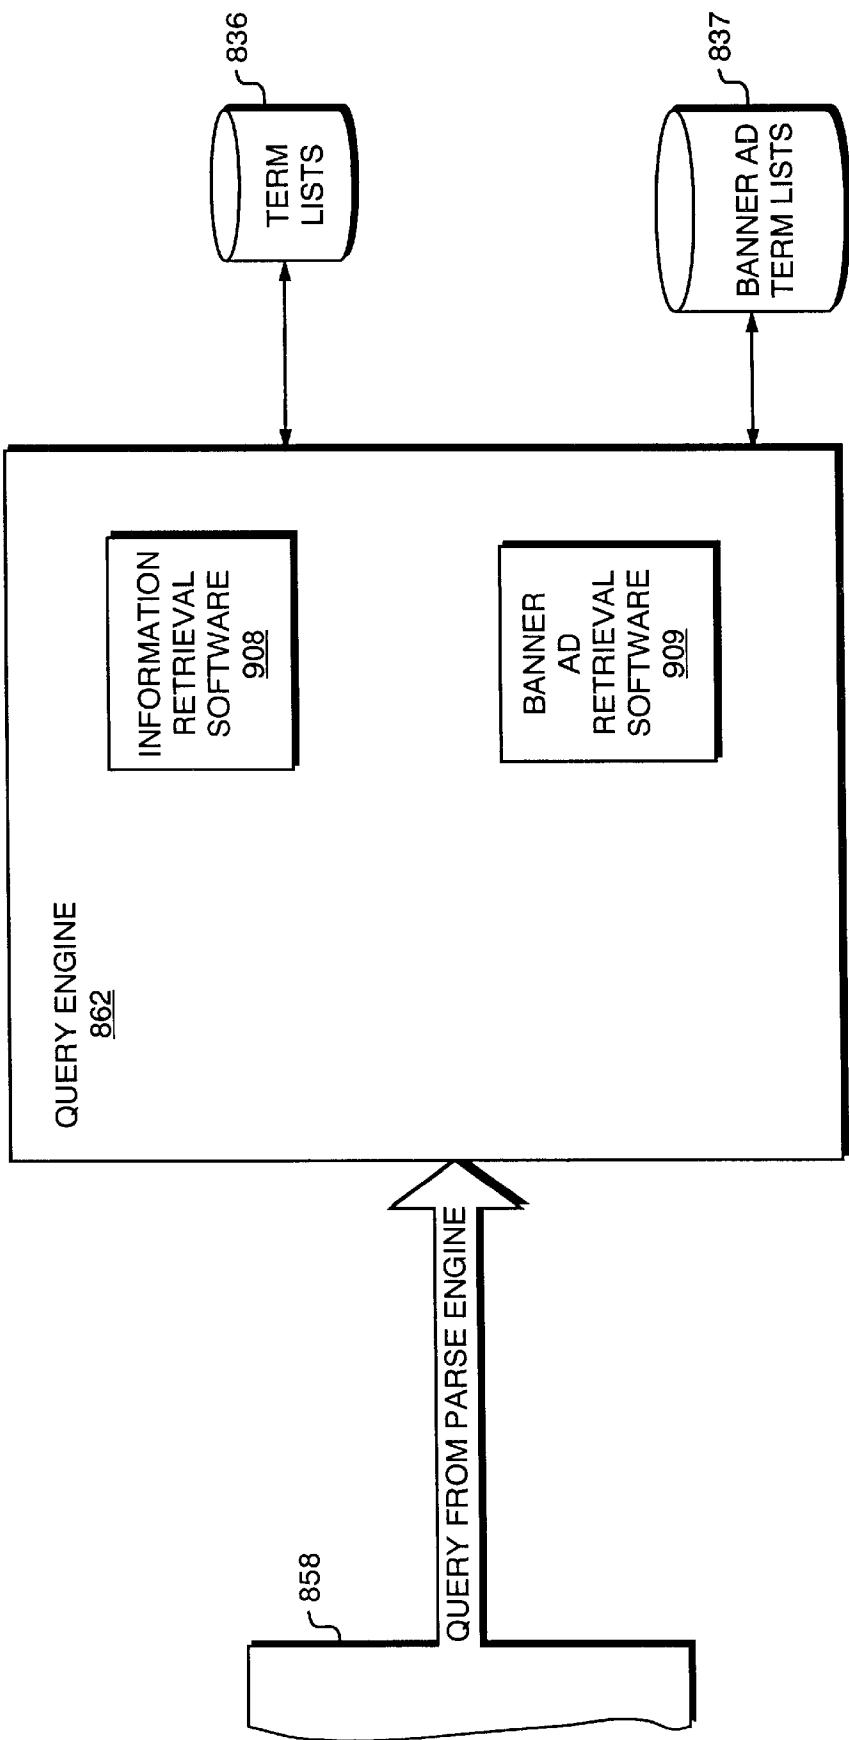 858
QUERY FROM PARSE ENGINE
QUERY ENGINE
862
INFORMATION
RETRIEVAL
SOFTWARE
908
BANNER
AD
RETRIEVAL
SOFTWARE
909
836
TERM
LISTS
837
BANNER AD
TERM LISTS